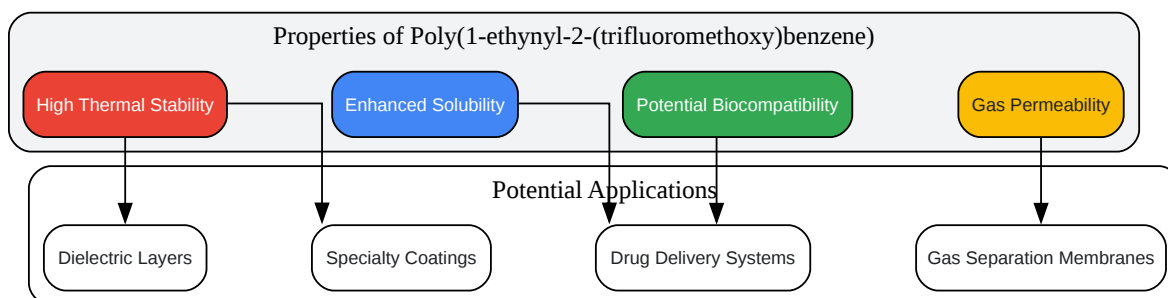 Properties of Poly(1-ethynyl-2-(trifluoromethoxy)benzene)
High Thermal Stability
Enhanced Solubility
Potential Biocompatibility
Gas Permeability
Potential Applications
Dielectric Layers
Specialty Coatings
Drug Delivery Systems
Gas Separation Membranes